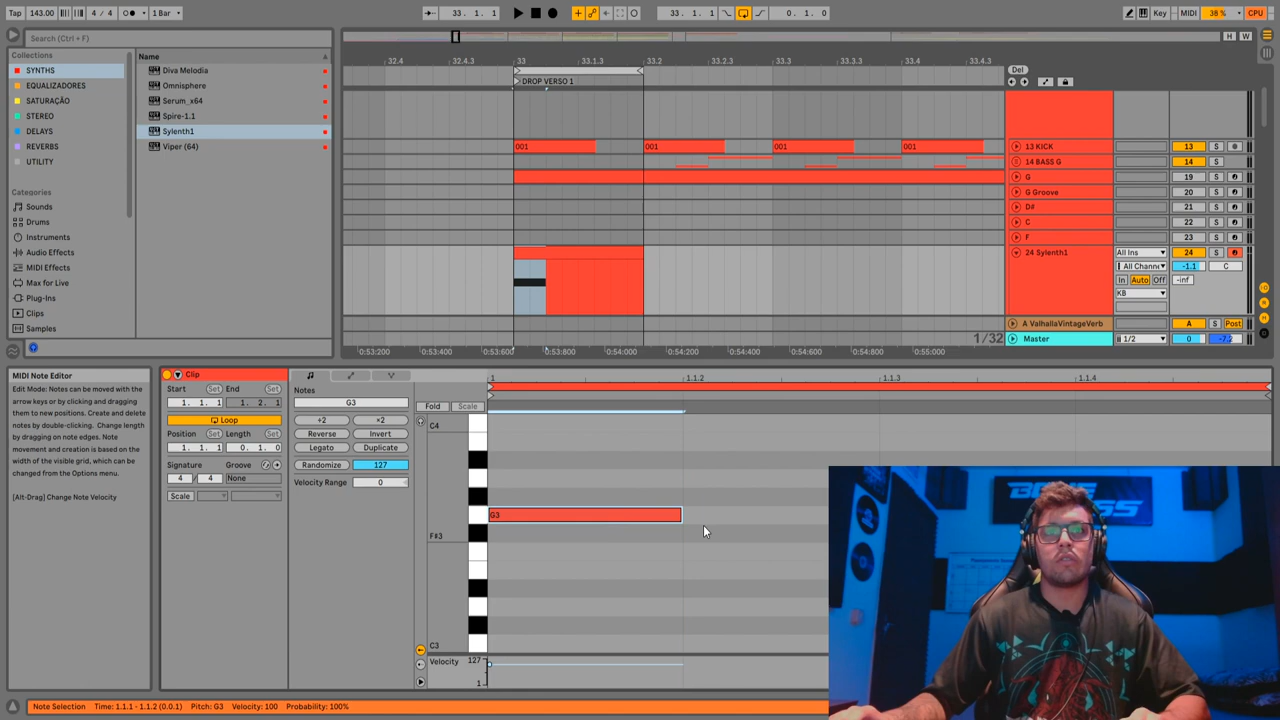 Tap 143.00 4 / 4 1 Bar 33. 1. 1 33. 1. 1 0. 1. 0 Key MIDI 38 % CPU
Search (Ctrl + F)
H W
Collections
Name
SYNTHS
EQUALIZADORES
SATURAÇÃO
STEREO
DELAYS
REVERBS
UTILITY
Diva Melodia
Omnisphere
Serum_x64
Spire-1.1
Sylenth1
Viper (64)
Categories
Sounds
Drums
Instruments
Audio Effects
MIDI Effects
Max for Live
Plug-Ins
Clips
Samples
32.4 32.4.3 33 33.1.3 33.2 33.2.3 33.3 33.3.3 33.4 33.4.3
Del
DROP VERSO 1
001 001 001 001
13 KICK 13 S
14 BASS G 14 S
G 19 S
G Groove 20 S
D# 21 S
C 22 S
F 23 S
24 Sylenth1 All Ins 24 S
All Channe -1.1 C
In Auto Off -inf
KB
A ValhallaVintageVerb A S Post
1/32
Master 1/2 0 -7.2
0:53:200 0:53:400 0:53:600 0:53:800 0:54:000 0:54:200 0:54:400 0:54:600 0:54:800 0:55:000
MIDI Note Editor
Edit Mode: Notes can be moved with the
arrow keys or by clicking and dragging
them to new positions. Create and delete
notes by double-clicking. Change length
by dragging on note edges. Note
movement and creation is based on the
width of the visible grid, which can be
changed from the Options menu.
[Alt-Drag] Change Note Velocity
Clip
Start Set End Set
1. 1. 1 1. 2. 1
Loop
Position Set Length Set
1. 1. 1 0. 1. 0
Signature Groove
4 / 4 None
Scale
Notes
G3
÷2 ×2
Reverse Invert
Legato Duplicate
Randomize 127
Velocity Range 0
1 1.1.2 1.1.3 1.1.4
Fold Scale
C4
G3
F#3
C3
Velocity 127
1
Note Selection Time: 1.1.1 - 1.1.2 (0.0.1) Pitch: G3 Velocity: 100 Probability: 100%